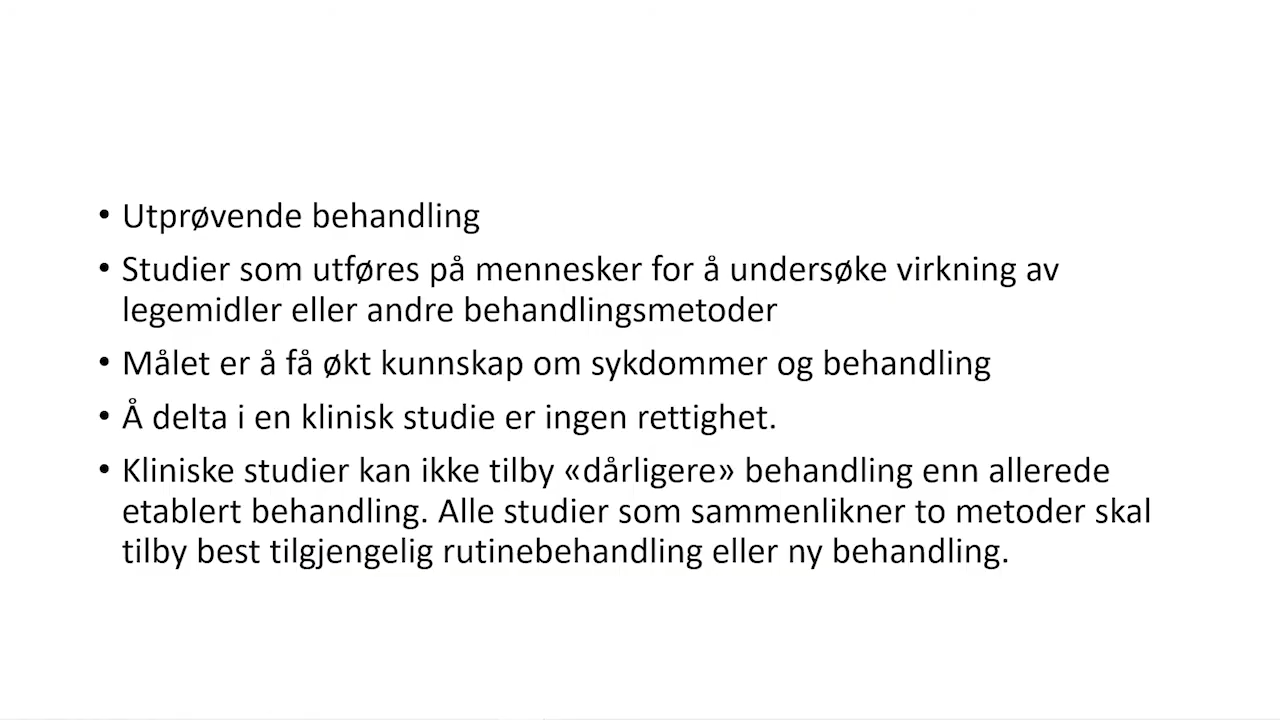 • Utprøvende behandling
• Studier som utføres på mennesker for å undersøke virkning av
legemidler eller andre behandlingsmetoder
• Målet er å få økt kunnskap om sykdommer og behandling
• Å delta i en klinisk studie er ingen rettighet.
• Kliniske studier kan ikke tilby «dårligere» behandling enn allerede
etablert behandling. Alle studier som sammenlikner to metoder skal
tilby best tilgjengelig rutinebehandling eller ny behandling.